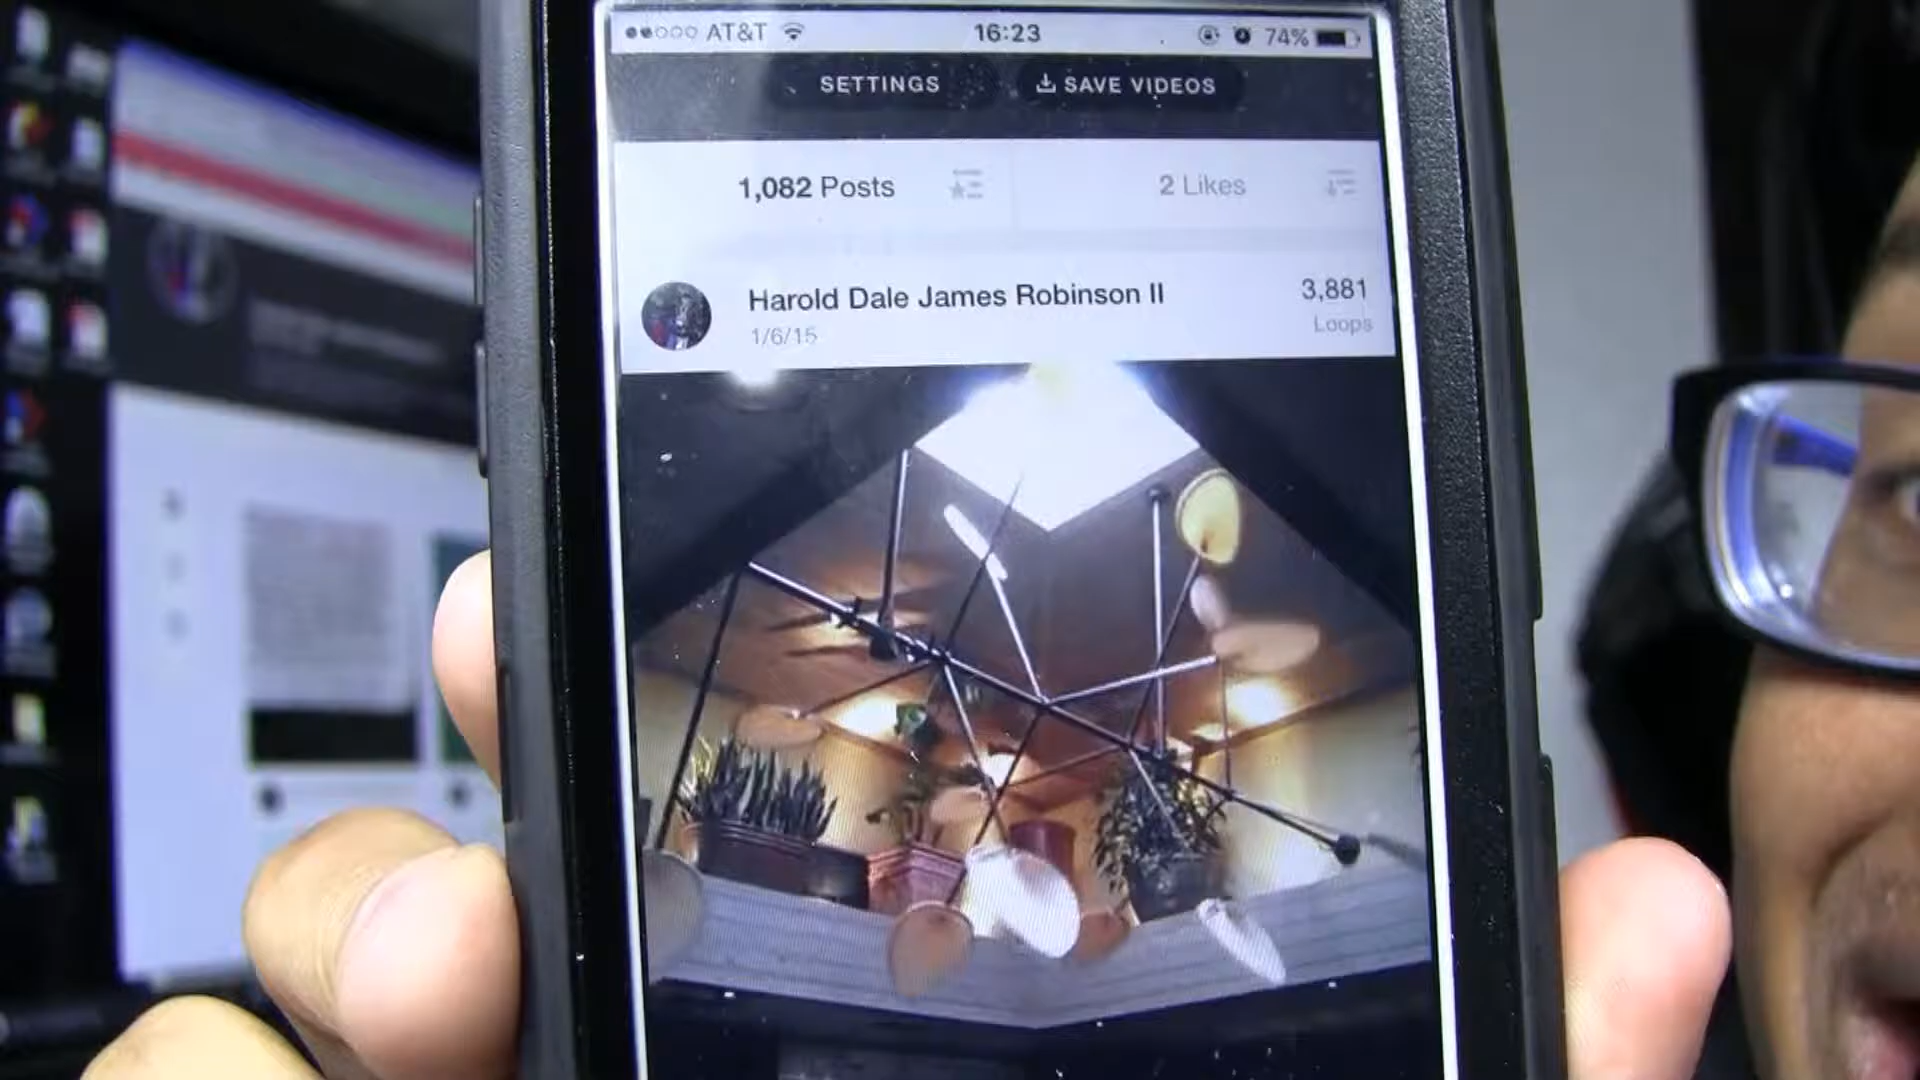 AT&T 16:23 74%
SETTINGS SAVE VIDEOS
1,082 Posts 2 Likes
Harold Dale James Robinson II 3,881
1/6/15 Loops